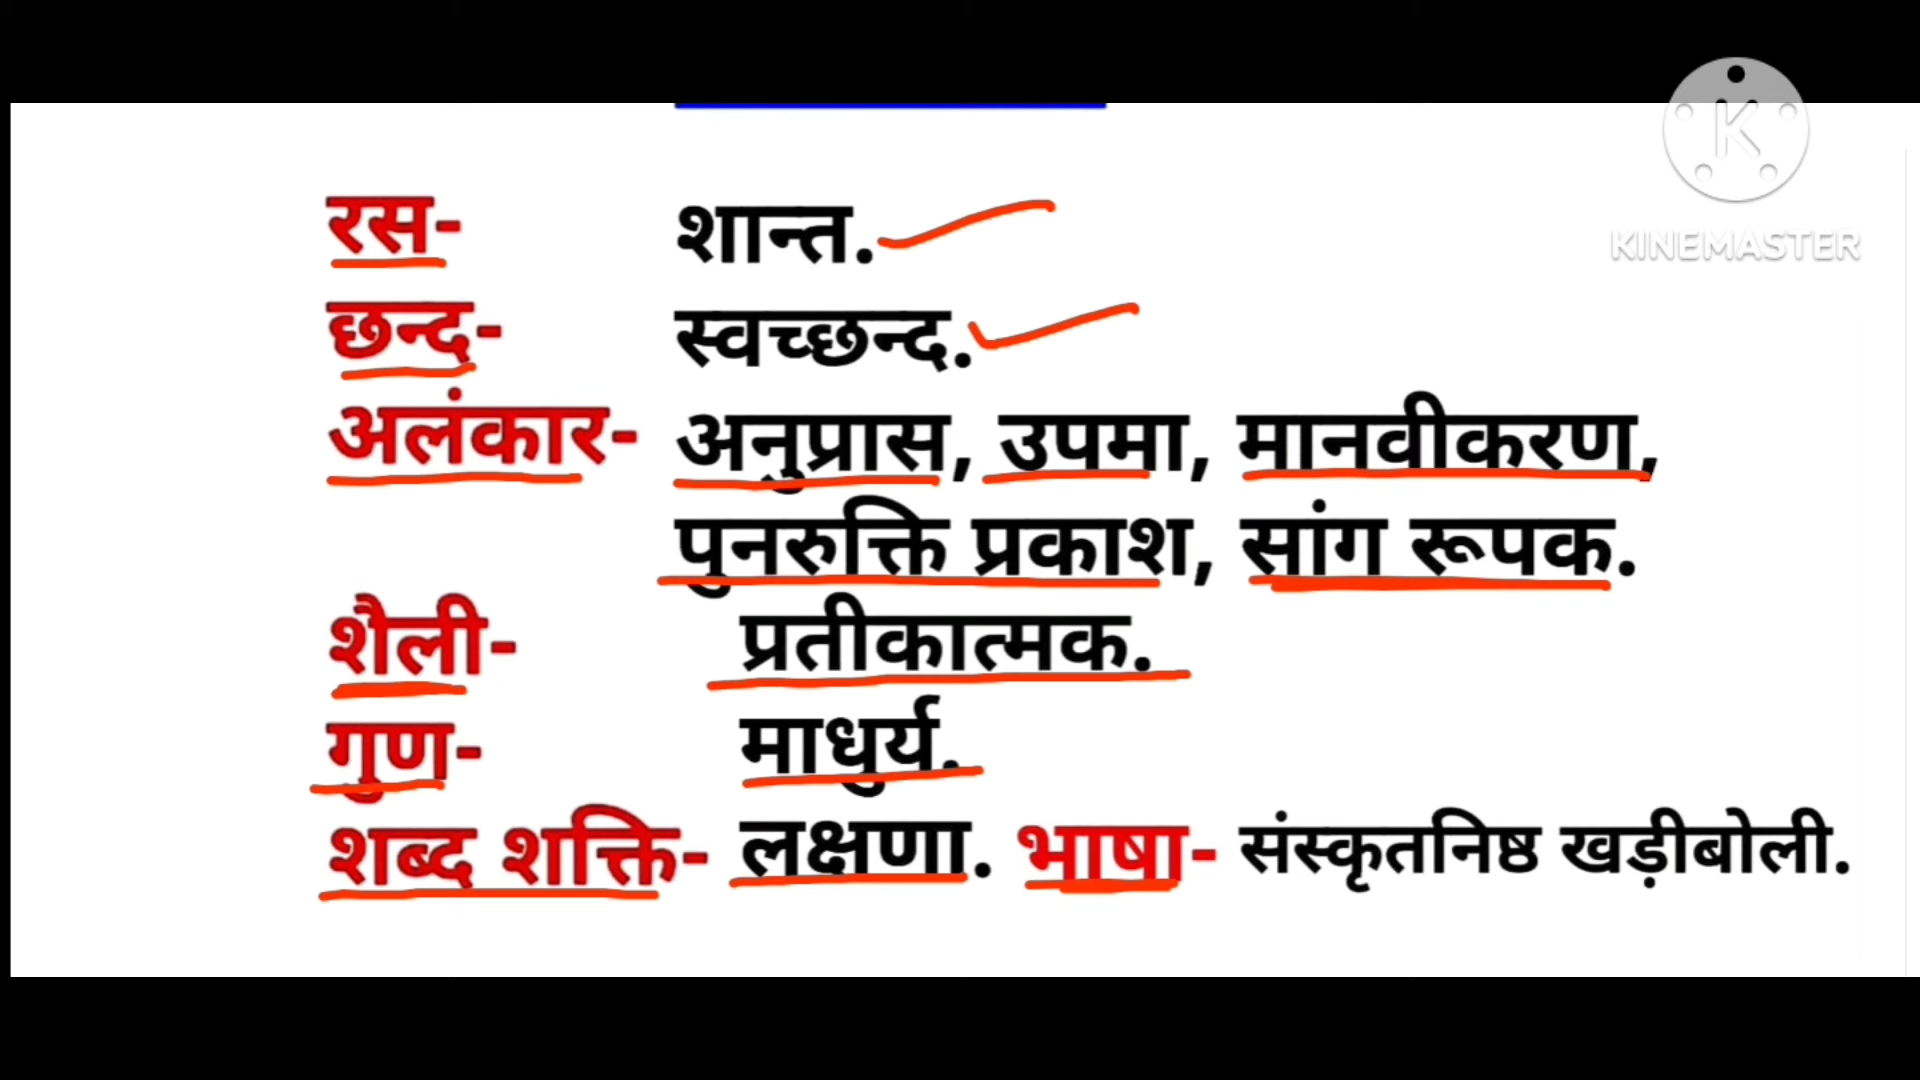 K
KINEMASTER
रस- शान्त.
छन्द- स्वच्छन्द.
अलंकार- अनुप्रास, उपमा, मानवीकरण,
पुनरुक्ति प्रकाश, सांग रूपक.
शैली- प्रतीकात्मक.
गुण- माधुर्य.
शब्द शक्ति- लक्षणा. भाषा- संस्कृतनिष्ठ खड़ीबोली.